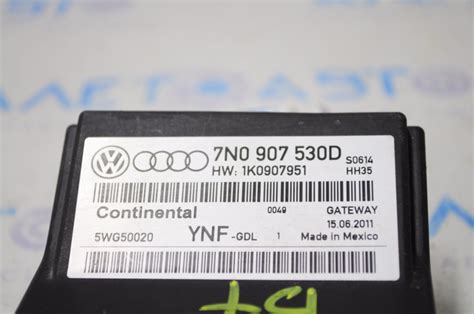 7N0 907 530D S0614
HW: 1K0907951 HH35
Continental 0049 GATEWAY
15.06.2011
5WG50020 YNF-GDL 1 Made in Mexico